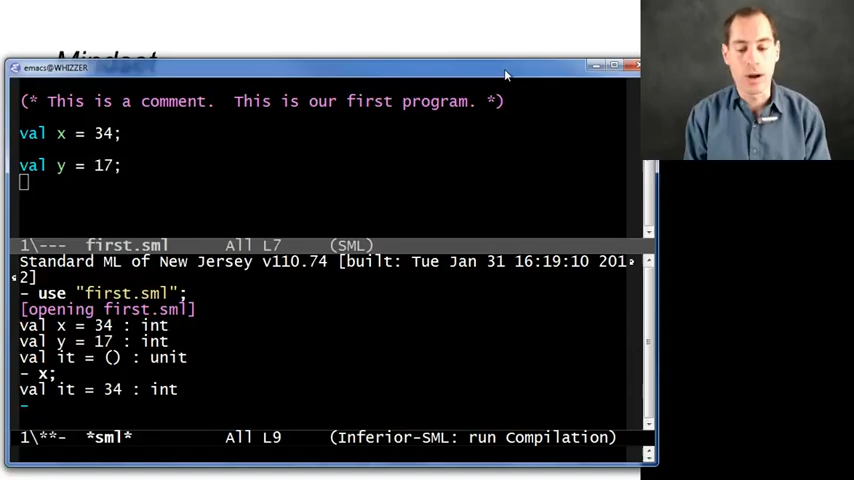 Mindset
emacs@WHIZZER
(* This is a comment.  This is our first program. *)
val x = 34;
val y = 17;
1\---  first.sml      All L7     (SML)
Standard ML of New Jersey v110.74 [built: Tue Jan 31 16:19:10 201
2]
- use "first.sml";
[opening first.sml]
val x = 34 : int
val y = 17 : int
val it = () : unit
- x;
val it = 34 : int
-
1\**-  *sml*          All L9     (Inferior-SML: run Compilation)